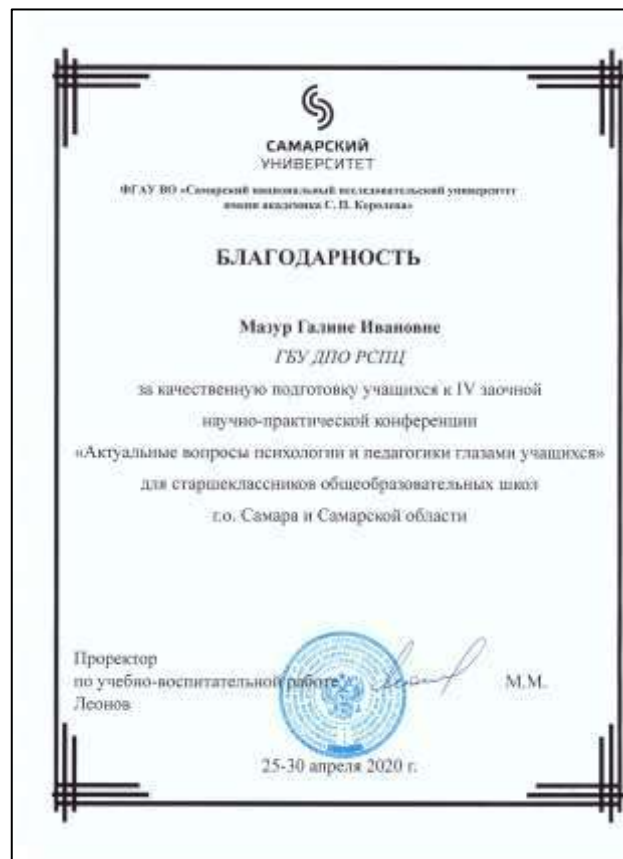 САМАРСКИЙ
УНИВЕРСИТЕТ
ФГАУ ВО «Самарский национальный исследовательский университет
имени академика С. П. Королева»
БЛАГОДАРНОСТЬ
Мазур Галине Ивановне
ГБУ ДПО РСПЦ
за качественную подготовку учащихся к IV заочной
научно-практической конференции
«Актуальные вопросы психологии и педагогики глазами учащихся»
для старшеклассников общеобразовательных школ
г.о. Самара и Самарской области
Проректор
по учебно-воспитательной работе М.М.
Леонов
25-30 апреля 2020 г.